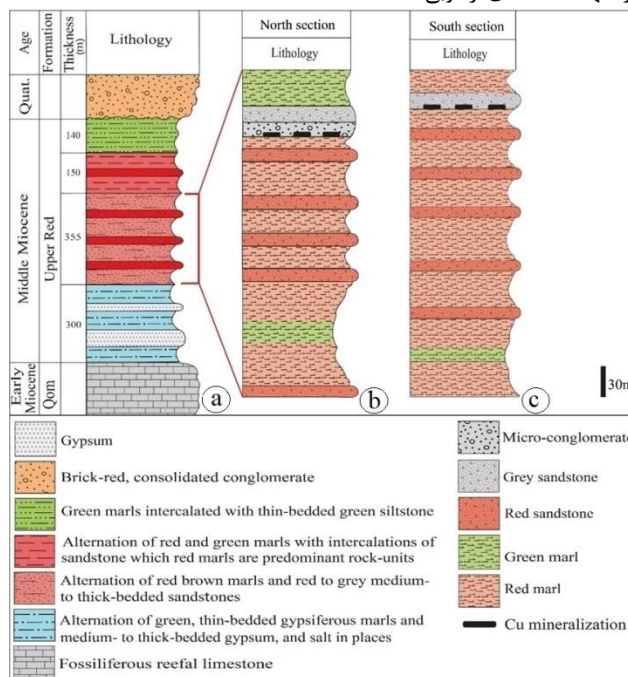 North section
South section
Age
Formation
Thickness
(m)
Lithology
Lithology
Lithology
Quat.
Middle Miocene
Upper Red
140
150
355
300
Early
Miocene
Qom
a
b
c
30m
Gypsum
Brick-red, consolidated conglomerate
Green marls intercalated with thin-bedded green siltstone
Alternation of red and green marls with intercalations of
sandstone which red marls are predominant rock-units
Alternation of red brown marls and red to grey medium-
to thick-bedded sandstones
Alternation of green, thin-bedded gypsiferous marls and
medium- to thick-bedded gypsum, and salt in places
Fossiliferous reefal limestone
Micro-conglomerate
Grey sandstone
Red sandstone
Green marl
Red marl
Cu mineralization